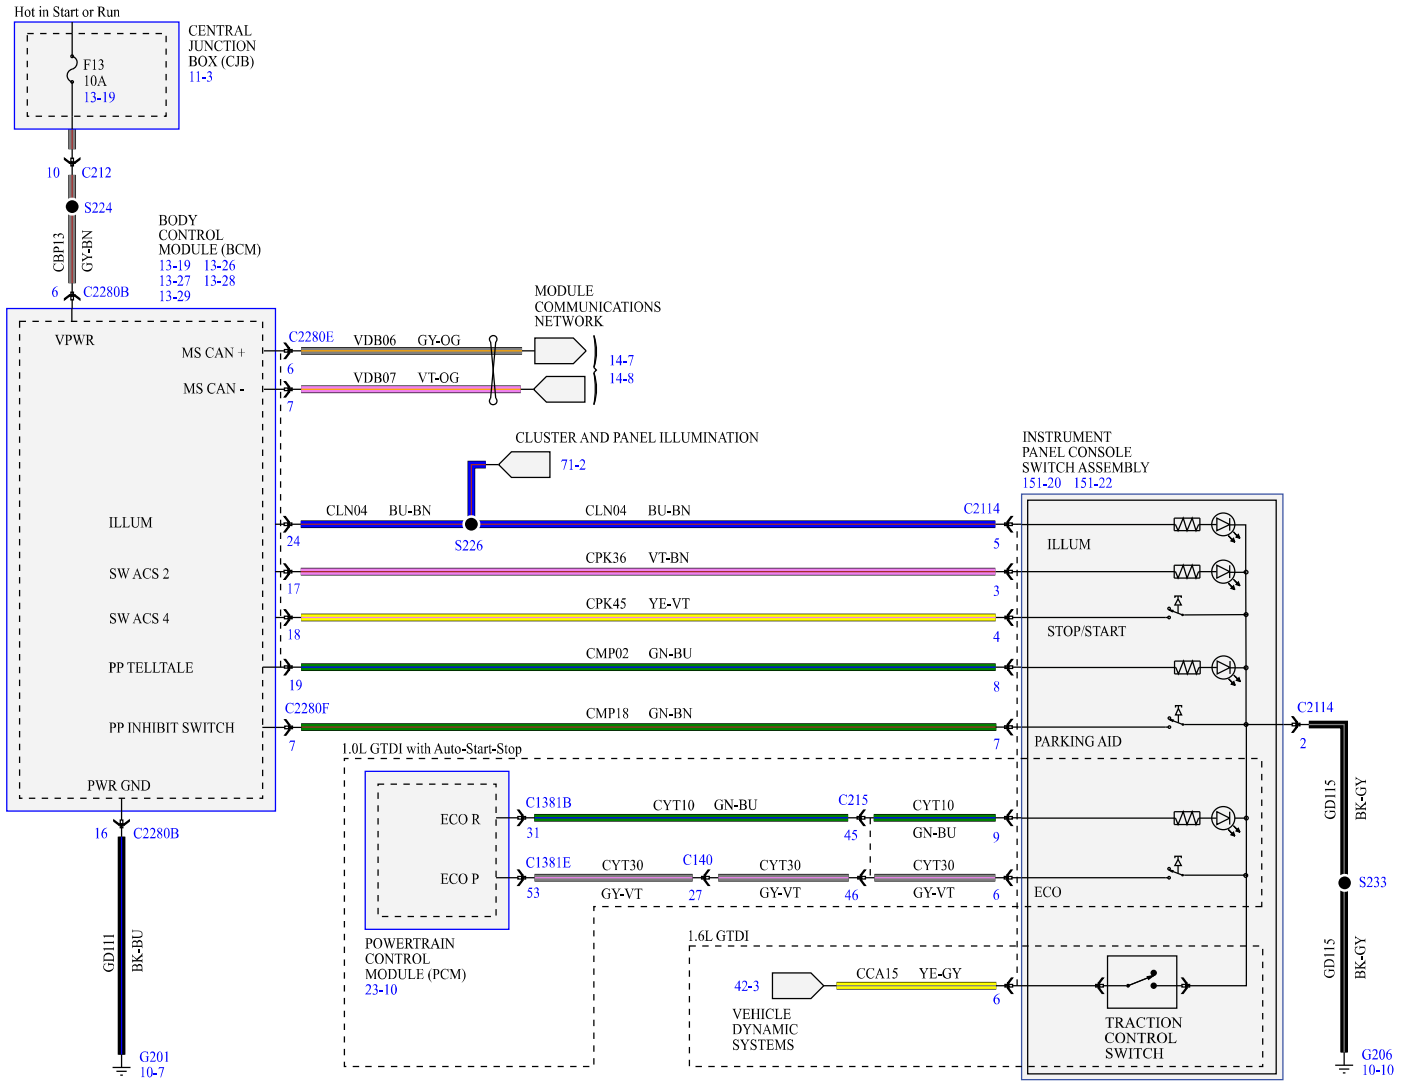 Hot in Start or Run
CENTRAL
JUNCTION
BOX (CJB)
11-3
F13
10A
13-19
10
C212
S224
CBP13
GY-BN
BODY
CONTROL
MODULE (BCM)
13-19 13-26
13-27 13-28
13-29
6
C2280B
VPWR
MS CAN +
MS CAN -
C2280E
6
7
VDB06 GY-OG
VDB07 VT-OG
MODULE
COMMUNICATIONS
NETWORK
14-7
14-8
CLUSTER AND PANEL ILLUMINATION
71-2
INSTRUMENT
PANEL CONSOLE
SWITCH ASSEMBLY
151-20 151-22
ILLUM
24
CLN04 BU-BN
S226
CLN04 BU-BN
C2114
5
ILLUM
SW ACS 2
17
CPK36 VT-BN
3
SW ACS 4
18
CPK45 YE-VT
4
STOP/START
PP TELLTALE
19
CMP02 GN-BU
8
PP INHIBIT SWITCH
C2280F
7
CMP18 GN-BN
7
PARKING AID
C2114
2
PWR GND
16
C2280B
GD111
BK-BU
G201
10-7
1.0L GTDI with Auto-Start-Stop
ECO R
C1381B
31
CYT10 GN-BU
C215
45
CYT10
GN-BU
9
ECO P
C1381E
53
CYT30
GY-VT
C140
27
CYT30
GY-VT
46
CYT30
GY-VT
6
ECO
POWERTRAIN
CONTROL
MODULE (PCM)
23-10
GD115
BK-GY
S233
GD115
BK-GY
G206
10-10
1.6L GTDI
42-3
VEHICLE
DYNAMIC
SYSTEMS
CCA15 YE-GY
6
TRACTION
CONTROL
SWITCH